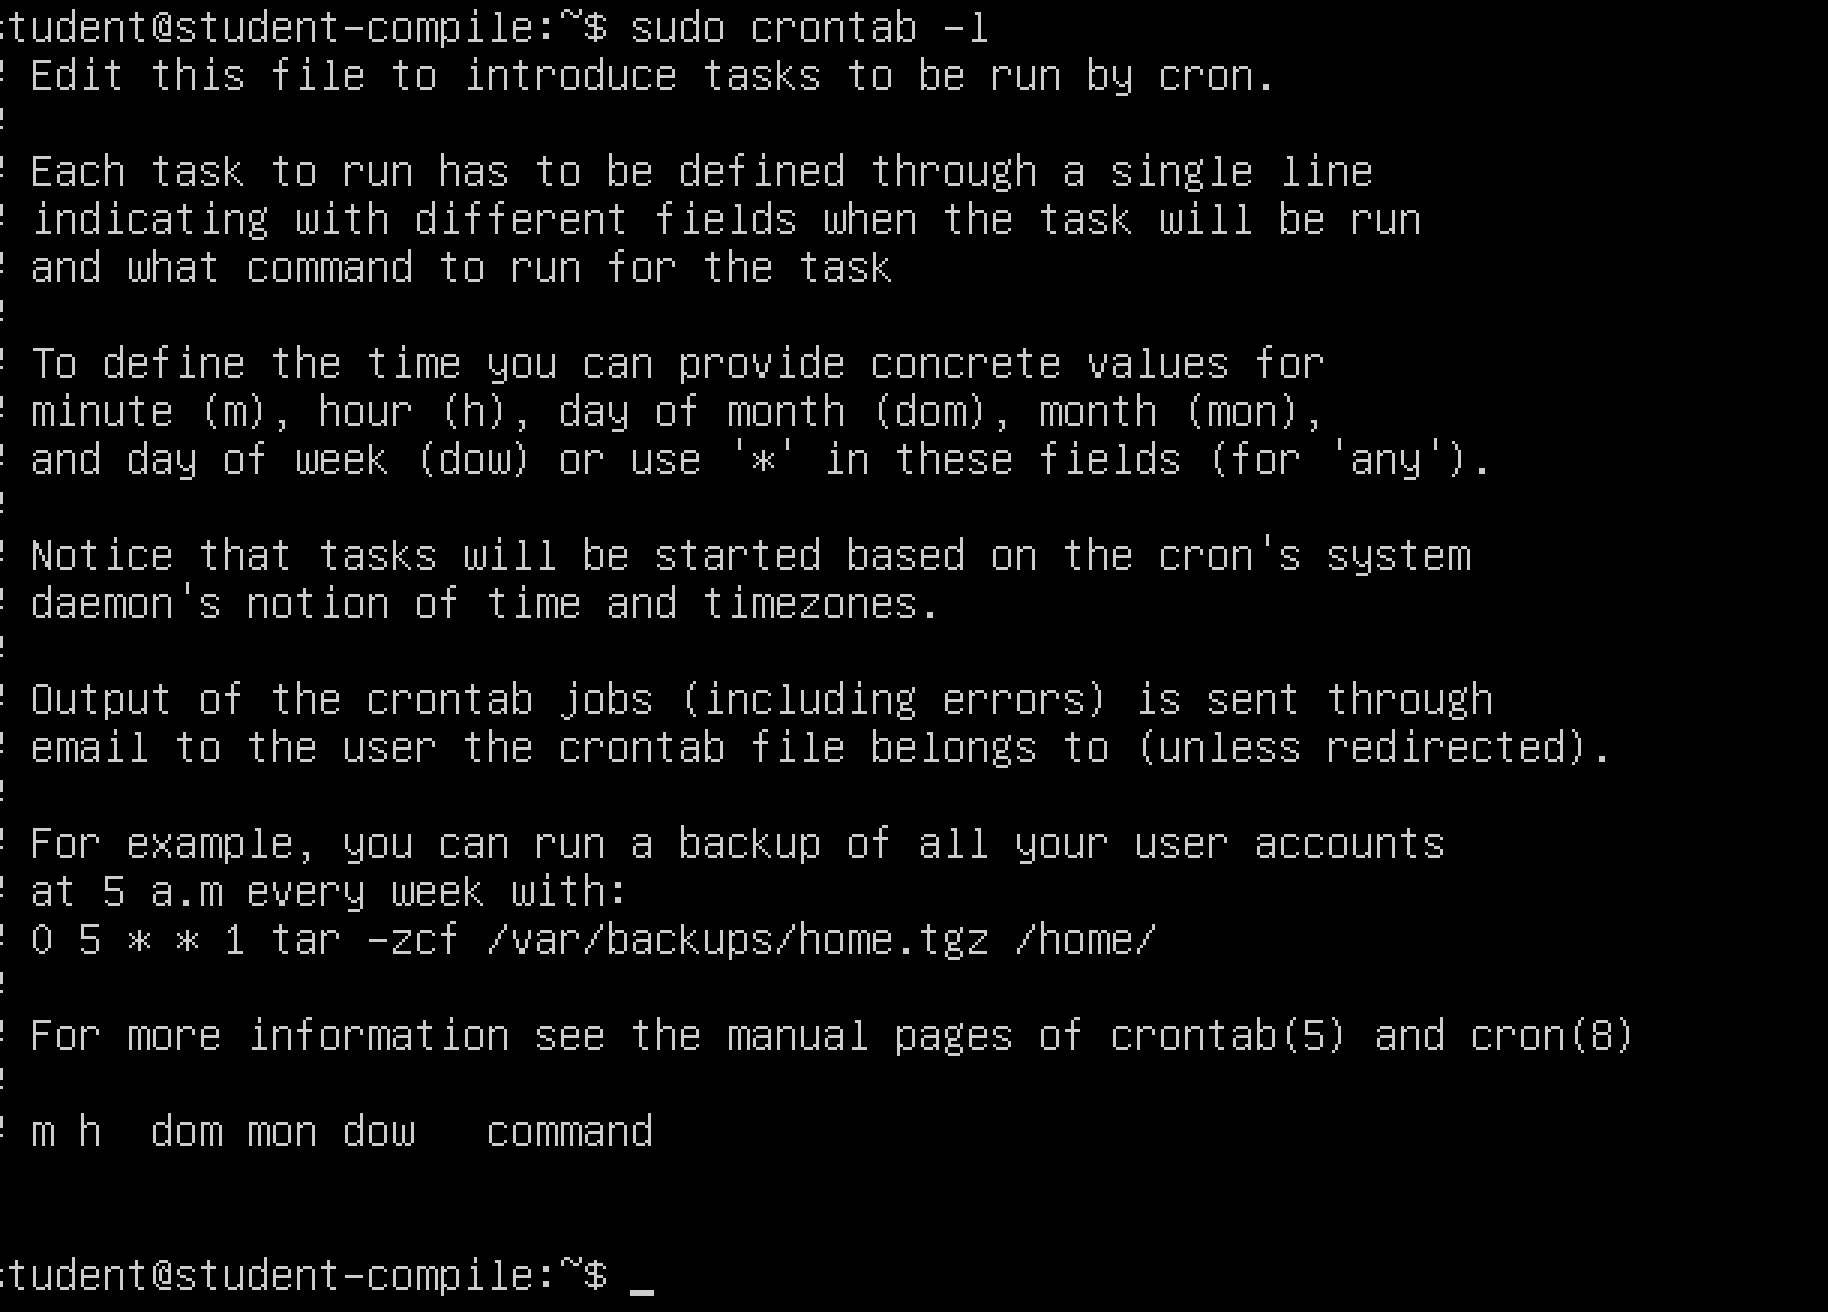 student@student-compile:~$ sudo crontab -l
# Edit this file to introduce tasks to be run by cron.
#
# Each task to run has to be defined through a single line
# indicating with different fields when the task will be run
# and what command to run for the task
#
# To define the time you can provide concrete values for
# minute (m), hour (h), day of month (dom), month (mon),
# and day of week (dow) or use '*' in these fields (for 'any').
#
# Notice that tasks will be started based on the cron's system
# daemon's notion of time and timezones.
#
# Output of the crontab jobs (including errors) is sent through
# email to the user the crontab file belongs to (unless redirected).
#
# For example, you can run a backup of all your user accounts
# at 5 a.m every week with:
# 0 5 * * 1 tar -zcf /var/backups/home.tgz /home/
#
# For more information see the manual pages of crontab(5) and cron(8)
#
# m h  dom mon dow   command
student@student-compile:~$ _